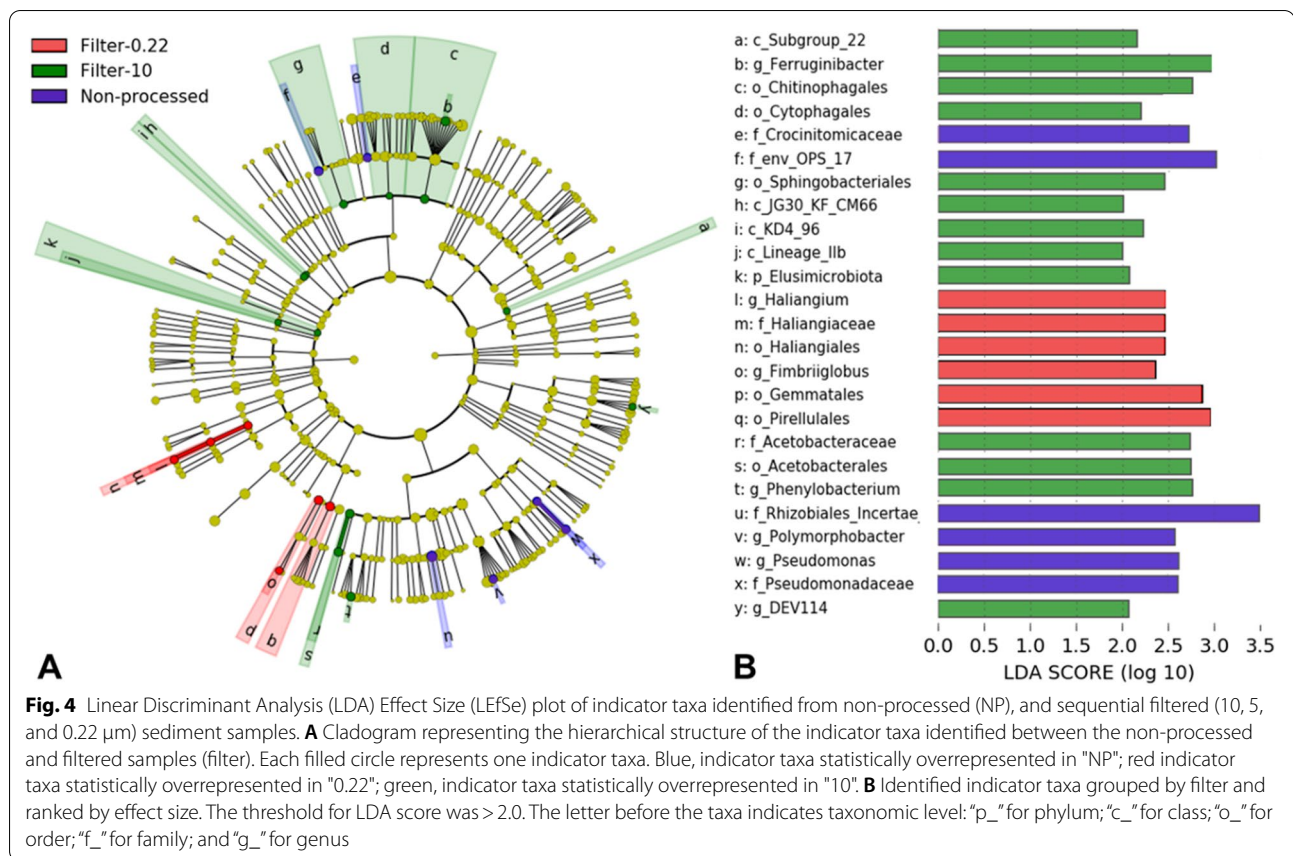 Filter-0.22
Filter-10
Non-processed
a
b
c
d
e
f
g
h
i
j
k
l
m
n
o
p
q
r
s
t
u
v
w
x
y
A
a: c_Subgroup_22
b: g_Ferruginibacter
c: o_Chitinophagales
d: o_Cytophagales
e: f_Crocinitomicaceae
f: f_env_OPS_17
g: o_Sphingobacteriales
h: c_JG30_KF_CM66
i: c_KD4_96
j: c_Lineage_IIb
k: p_Elusimicrobiota
l: g_Haliangium
m: f_Haliangiaceae
n: o_Haliangiales
o: g_Fimbriiglobus
p: o_Gemmatales
q: o_Pirellulales
r: f_Acetobacteraceae
s: o_Acetobacterales
t: g_Phenylobacterium
u: f_Rhizobiales_Incertae_
v: g_Polymorphobacter
w: g_Pseudomonas
x: f_Pseudomonadaceae
y: g_DEV114
0.0 0.5 1.0 1.5 2.0 2.5 3.0 3.5
LDA SCORE (log 10)
B
Fig. 4 Linear Discriminant Analysis (LDA) Effect Size (LEfSe) plot of indicator taxa identified from non-processed (NP), and sequential filtered (10, 5,
and 0.22 μm) sediment samples. A Cladogram representing the hierarchical structure of the indicator taxa identified between the non-processed
and filtered samples (filter). Each filled circle represents one indicator taxa. Blue, indicator taxa statistically overrepresented in "NP"; red indicator
taxa statistically overrepresented in "0.22"; green, indicator taxa statistically overrepresented in "10". B Identified indicator taxa grouped by filter and
ranked by effect size. The threshold for LDA score was > 2.0. The letter before the taxa indicates taxonomic level: “p_” for phylum; “c_” for class; “o_” for
order; “f_” for family; and “g_” for genus